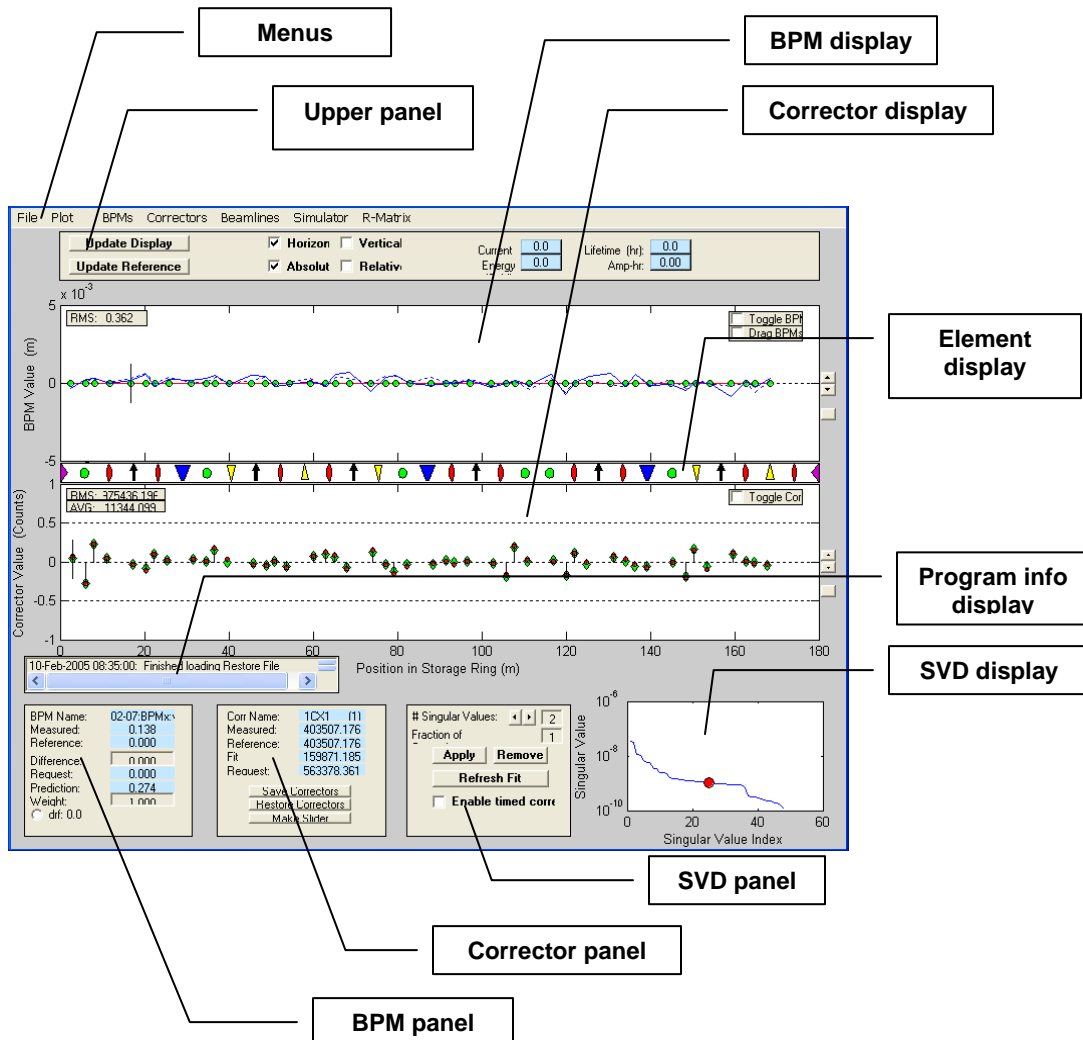 Menus
BPM display
Upper panel
Corrector display
File Plot BPMs Correctors Beamlines Simulator R-Matrix
Update Display
Horizon Vertical
Current 0.0
Lifetime (hr): 0.0
Update Reference
Absolut Relative
Energy 0.0
Amp-hr: 0.00
x 10-3
5
0
-5
BPM Value (m)
RMS: 0.362
Toggle BPM
Drag BPMs
Element
display
1
0.5
0
-0.5
-1
Corrector Value (Counts)
RMS: 975436.196
AVG: 11344.099
Toggle Cor
Program info
display
0 20 40 60 80 100 120 140 160 180
Position in Storage Ring (m)
10-Feb-2005 08:35:00: Finished loading Restore File
SVD display
BPM Name: 02-07:BPMx:
Measured: 0.138
Reference: 0.000
Difference: 0.000
Request: 0.000
Prediction: 0.274
Weight: 1.000
drf: 0.0
Corr Name: 1CX1 (1)
Measured: 403507.176
Reference: 403507.176
Fit 159871.185
Request: 563378.361
Save Correctors
Restore Correctors
Make Slider
# Singular Values: 2
Fraction of 1
Apply Remove
Refresh Fit
Enable timed corre
10-6
10-8
10-10
Singular Value
0 20 40 60
Singular Value Index
SVD panel
Corrector panel
BPM panel